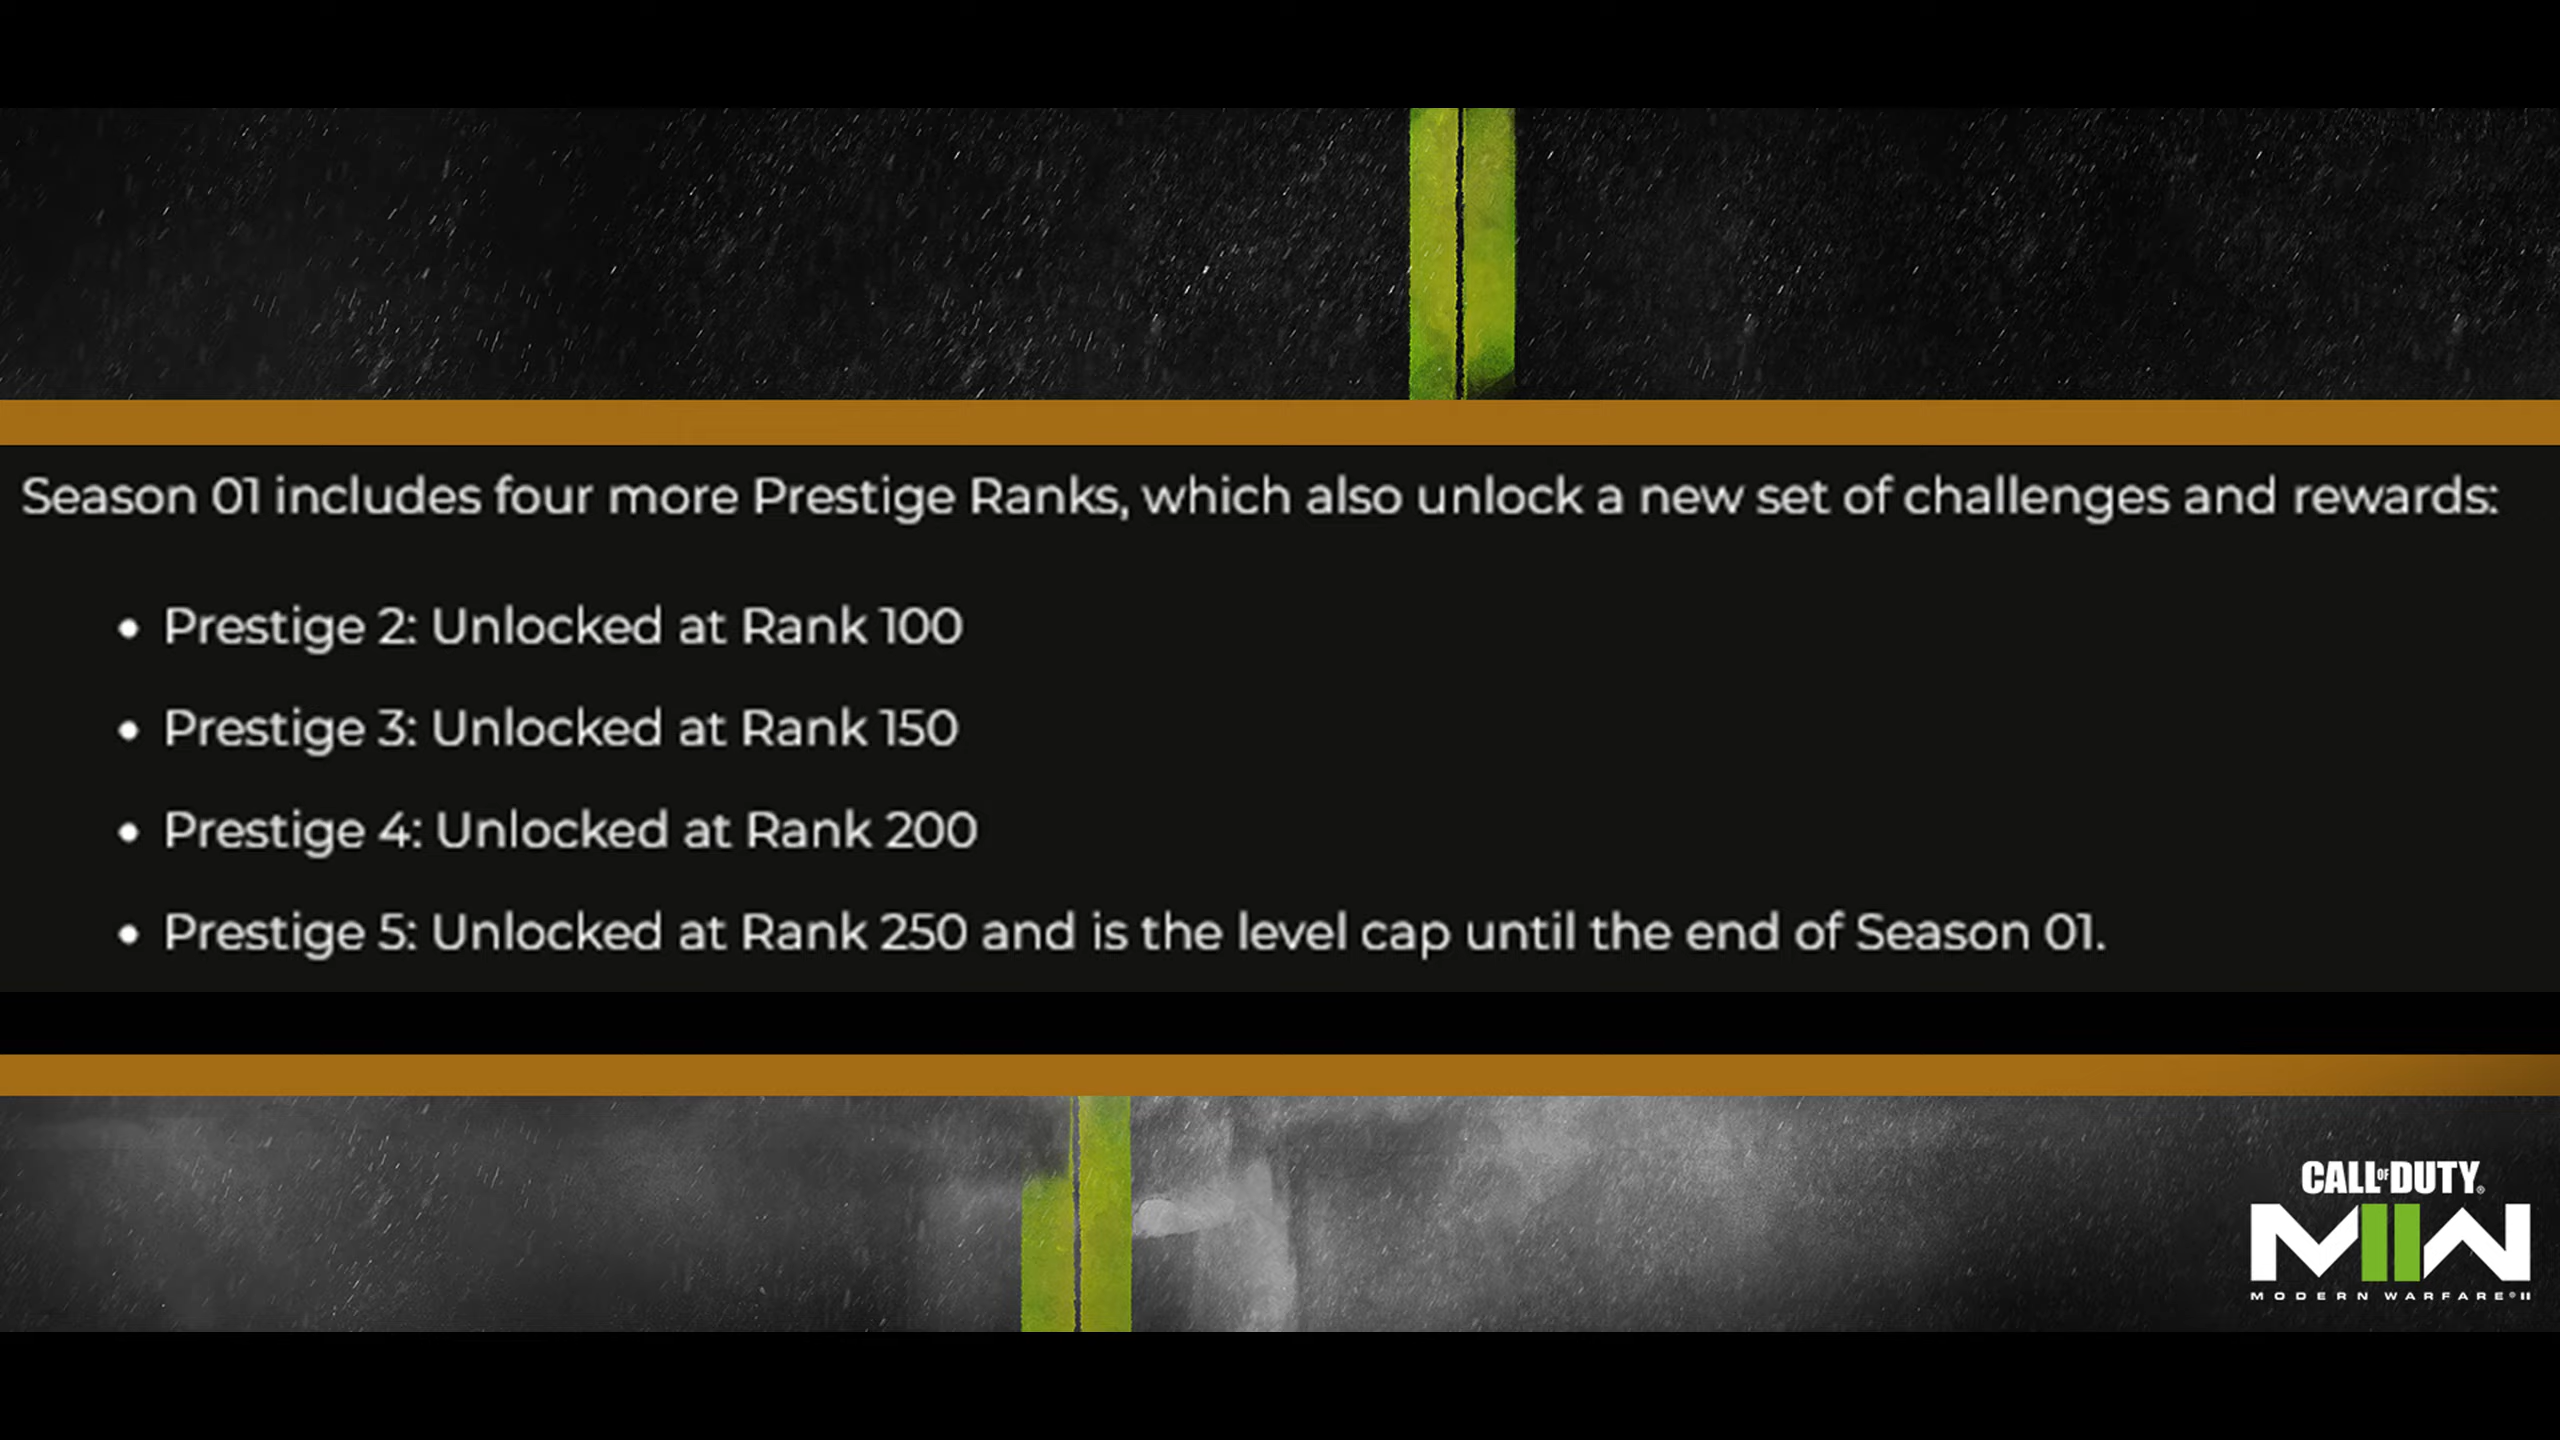 Season 01 includes four more Prestige Ranks, which also unlock a new set of challenges and rewards:
• Prestige 2: Unlocked at Rank 100
• Prestige 3: Unlocked at Rank 150
• Prestige 4: Unlocked at Rank 200
• Prestige 5: Unlocked at Rank 250 and is the level cap until the end of Season 01.
CALL OF DUTY®
MIIW
MODERN WARFARE® II